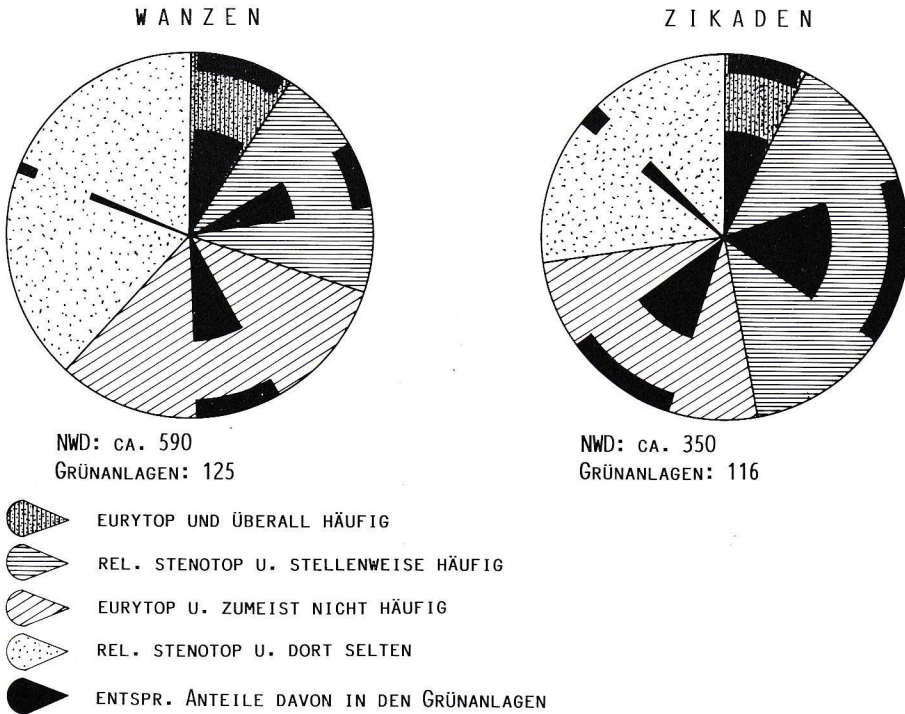 WANZEN
ZIKADEN
NWD: CA. 590
GRÜNANLAGEN: 125
NWD: CA. 350
GRÜNANLAGEN: 116
EURYTOP UND ÜBERALL HÄUFIG
REL. STENOTOP U. STELLENWEISE HÄUFIG
EURYTOP U. ZUMEIST NICHT HÄUFIG
REL. STENOTOP U. DORT SELTEN
ENTSPR. ANTEILE DAVON IN DEN GRÜNANLAGEN